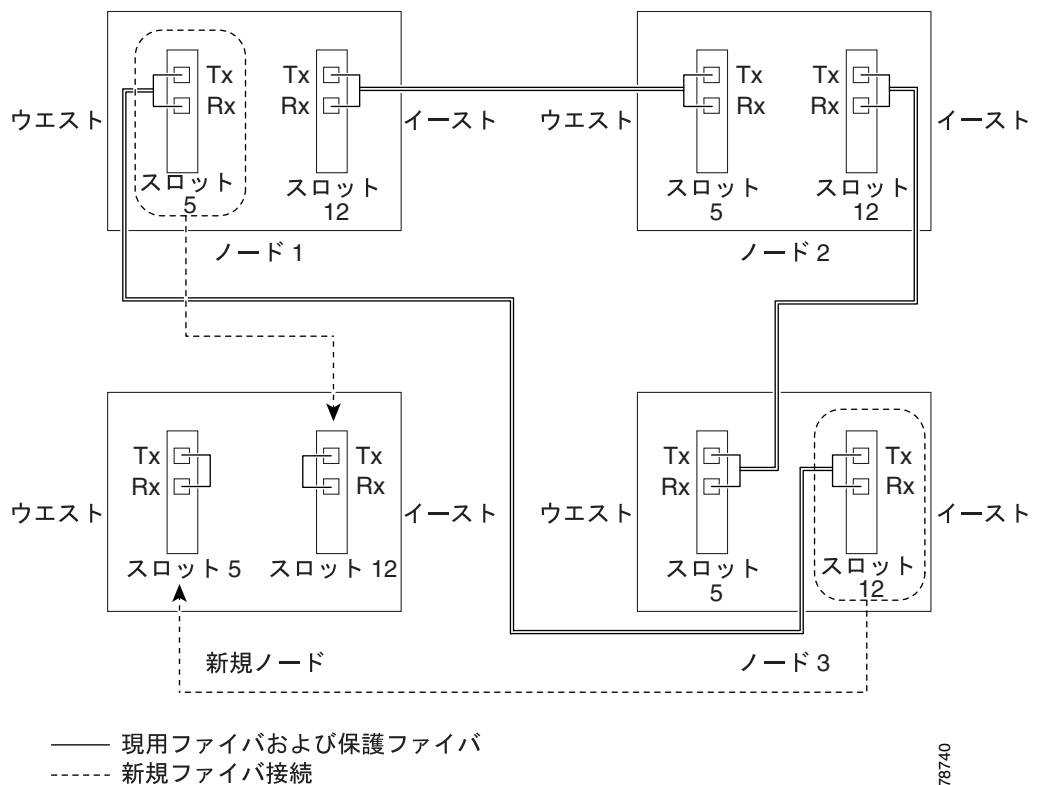 Tx
Rx
スロット
5
Tx
Rx
スロット
12
ウエスト
イースト
ノード 1
Tx
Rx
スロット
5
Tx
Rx
スロット
12
ウエスト
イースト
ノード 2
Tx
Rx
スロット 5
Tx
Rx
スロット 12
ウエスト
イースト
新規ノード
Tx
Rx
スロット
5
Tx
Rx
スロット
12
ウエスト
イースト
ノード 3
現用ファイバおよび保護ファイバ
新規ファイバ接続
78740